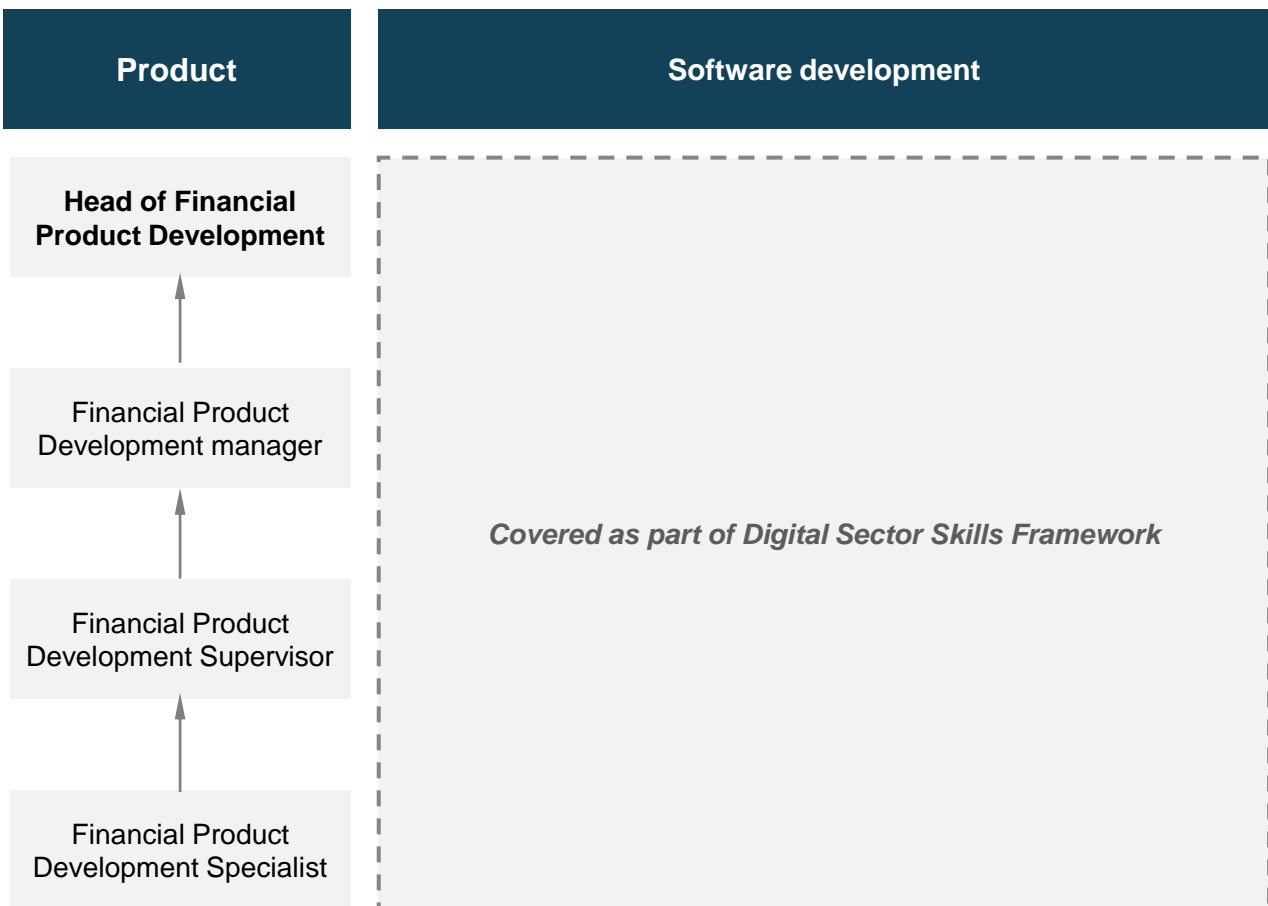 Product
Software development
Head of Financial
Product Development
Financial Product
Development manager
Covered as part of Digital Sector Skills Framework
Financial Product
Development Supervisor
Financial Product
Development Specialist